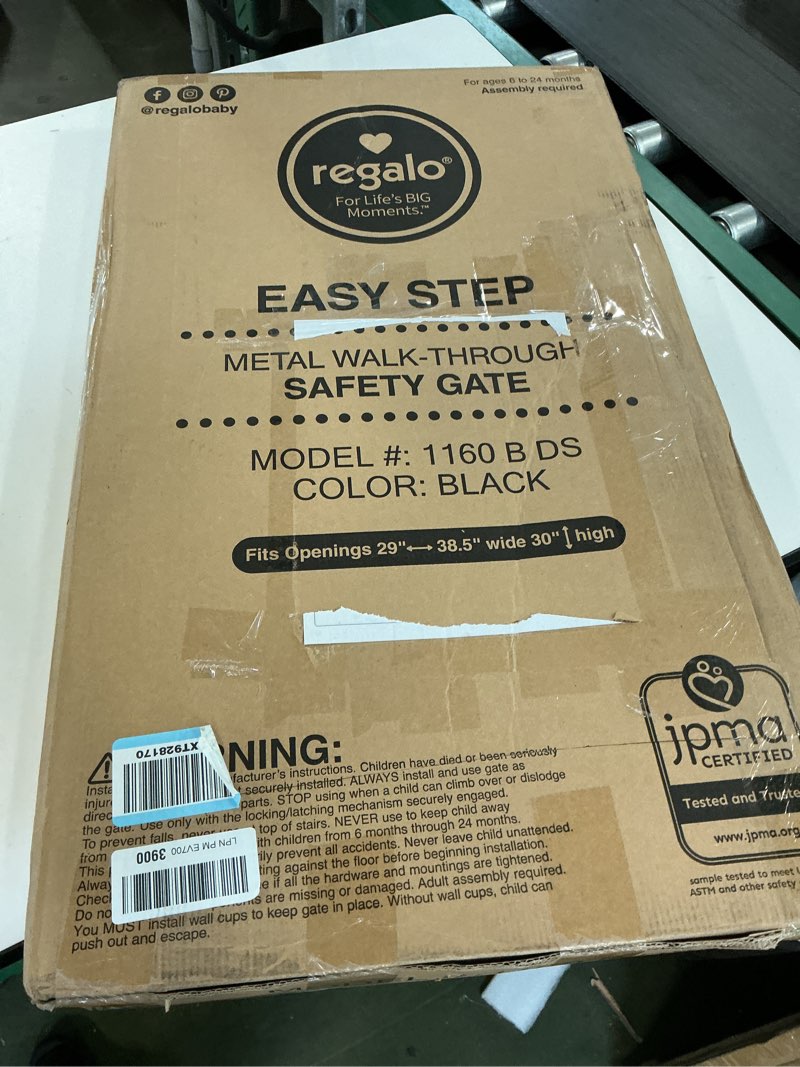 For ages 6 to 24 months
Assembly required
@regalobaby
regalo®
For Life's BIG
Moments.™
EASY STEP
METAL WALK-THROUGH
SAFETY GATE
MODEL #: 1160 B DS
COLOR: BLACK
Fits Openings 29"↔ 38.5" wide 30"↕ high
jpma
CERTIFIED
Tested and
www.jpma.org
sample tested to meet
ASTM and other safety
NING:
facturer's instructions. Children have died or been seriously
securely installed. ALWAYS install and use gate as
parts. STOP using when a child can climb over or dislodge
the gate. Use only with the locking/latching mechanism securely engaged.
To prevent falls, never top of stairs. NEVER use to keep child away
from ith children from 6 months through 24 months.
This rily prevent all accidents. Never leave child unattended.
ing against the floor before beginning installation.
e if all the hardware and mountings are tightened.
Do no are missing or damaged. Adult assembly required.
You MUST install wall cups to keep gate in place. Without wall cups, child can
push out and escape.
XT928170
LPN PM EV700 3900